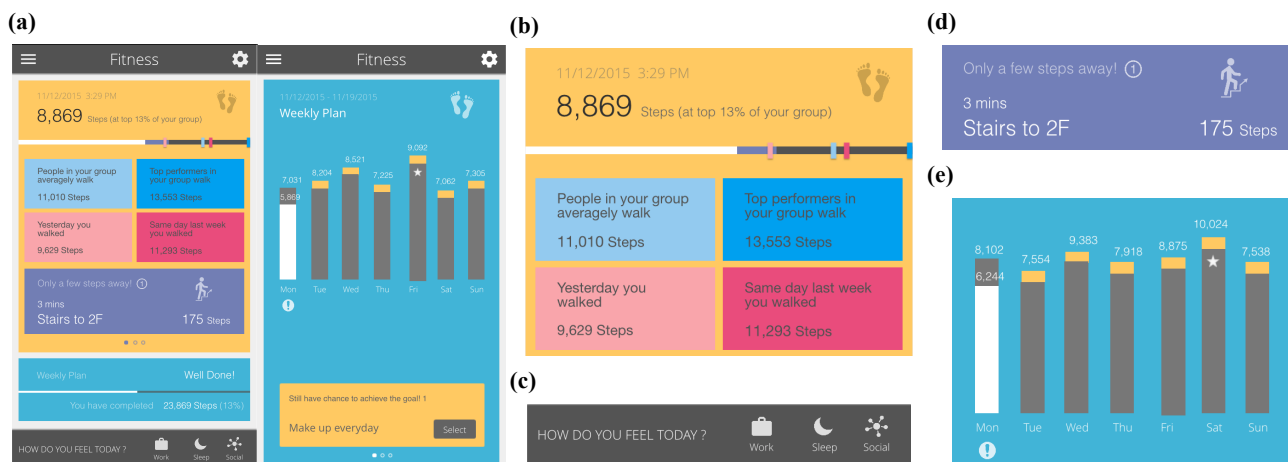 (a)
Fitness
11/12/2015 3:29 PM
8,869 Steps (at top 13% of your group)
People in your group
averagely walk
11,010 Steps
Top performers in
your group walk
13,553 Steps
Yesterday you
walked
9,629 Steps
Same day last week
you walked
11,293 Steps
Only a few steps away! 1
3 mins
Stairs to 2F
175 Steps
Weekly Plan
Well Done!
You have completed 23,869 Steps (13%)
HOW DO YOU FEEL TODAY ?
Work
Sleep
Social
Fitness
11/12/2015 - 11/19/2015
Weekly Plan
7,031
5,869
8,204
8,521
7,225
9,092
7,062
7,305
Mon Tue Wed Thu Fri Sat Sun
Still have chance to achieve the goal! 1
Make up everyday
Select
(b)
11/12/2015 3:29 PM
8,869 Steps (at top 13% of your group)
People in your group
averagely walk
11,010 Steps
Top performers in
your group walk
13,553 Steps
Yesterday you
walked
9,629 Steps
Same day last week
you walked
11,293 Steps
(c)
HOW DO YOU FEEL TODAY ?
Work
Sleep
Social
(d)
Only a few steps away! 1
3 mins
Stairs to 2F
175 Steps
(e)
8,102
6,244
7,554
9,383
7,918
8,875
10,024
7,538
Mon Tue Wed Thu Fri Sat Sun